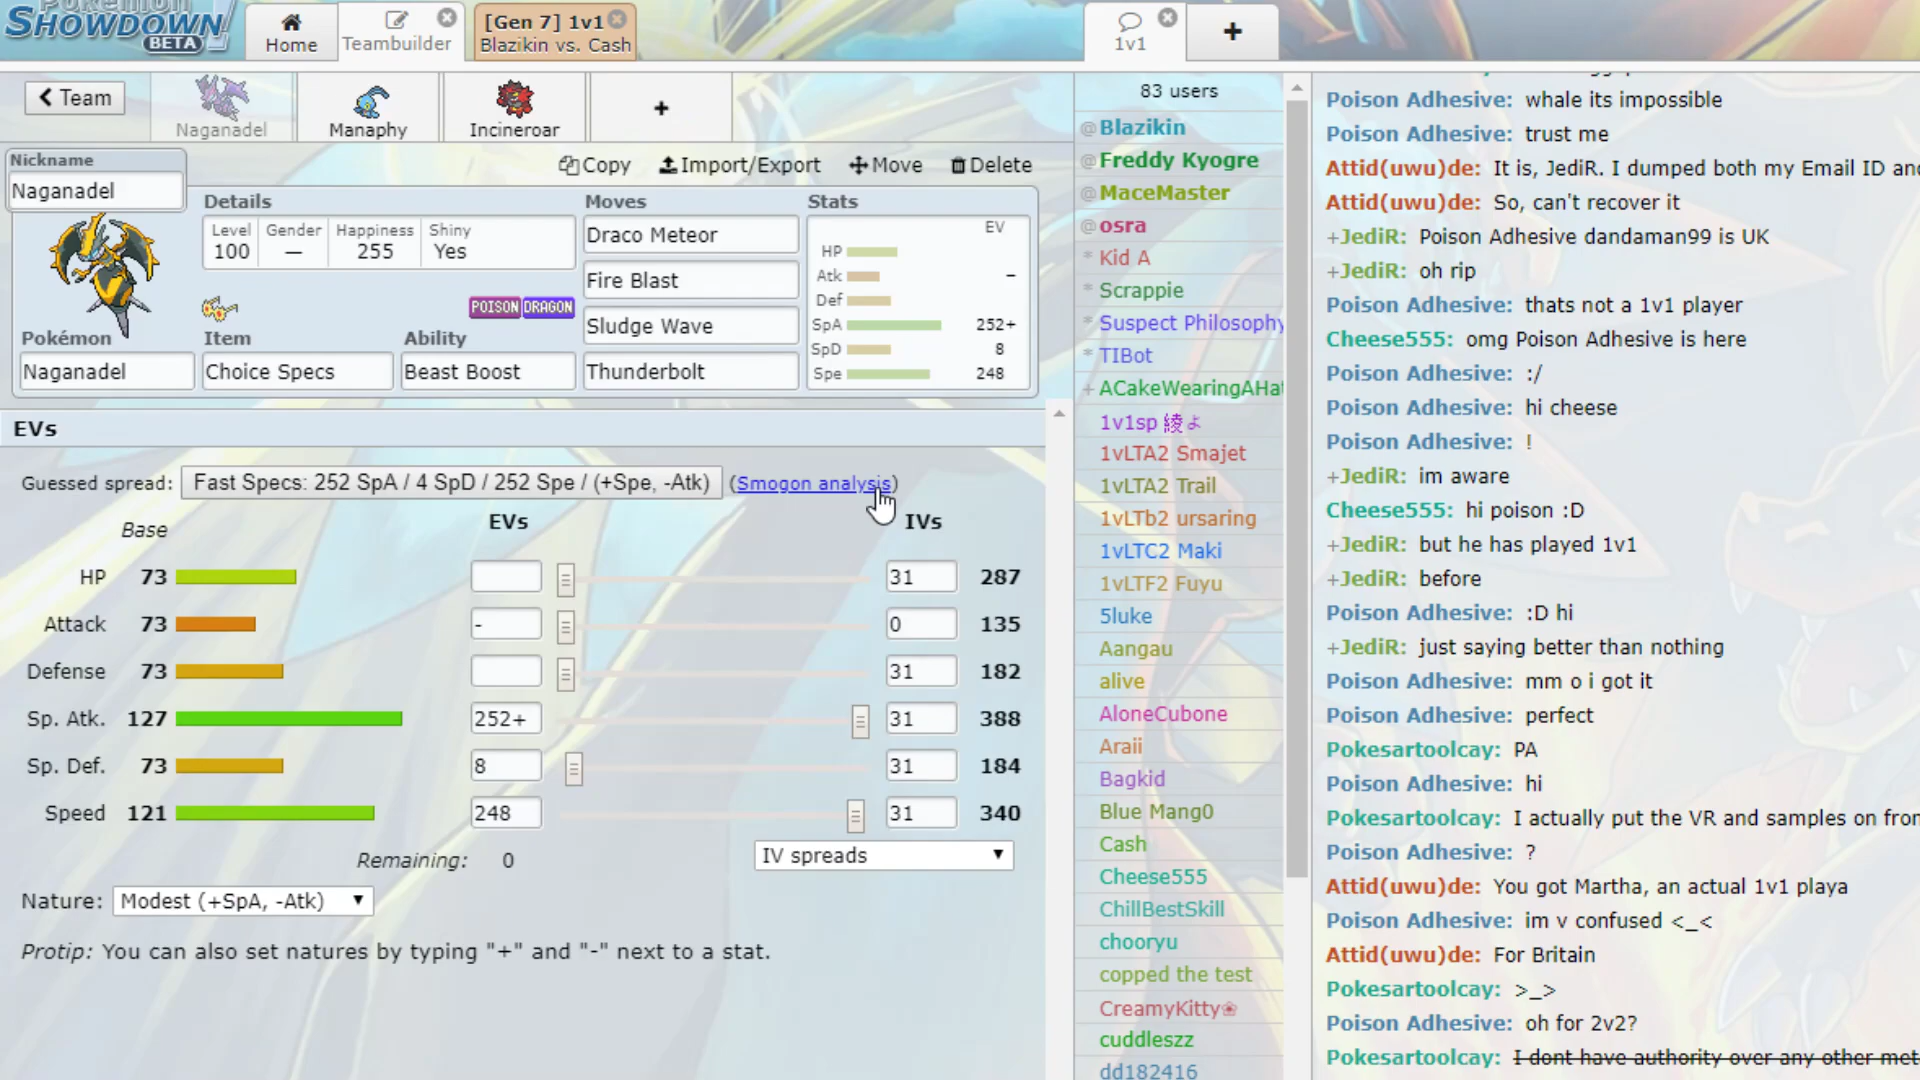 Pokémon
SHOWDOWN
BETA
Home
Teambuilder
[Gen 7] 1v1
Blazikin vs. Cash
1v1
+
Team
Naganadel
Manaphy
Incineroar
+
Nickname
Naganadel
Copy
Import/Export
Move
Delete
Details
Level
100
Gender
—
Happiness
255
Shiny
Yes
POISON DRAGON
Pokémon
Naganadel
Item
Choice Specs
Ability
Beast Boost
Moves
Draco Meteor
Fire Blast
Sludge Wave
Thunderbolt
Stats
EV
HP
Atk –
Def
SpA 252+
SpD 8
Spe 248
EVs
Guessed spread: Fast Specs: 252 SpA / 4 SpD / 252 Spe / (+Spe, -Atk) (Smogon analysis)
Base EVs IVs
HP 73 31 287
Attack 73 - 0 135
Defense 73 31 182
Sp. Atk. 127 252+ 31 388
Sp. Def. 73 8 31 184
Speed 121 248 31 340
Remaining: 0
IV spreads
Nature: Modest (+SpA, -Atk)
Protip: You can also set natures by typing "+" and "-" next to a stat.
83 users
@Blazikin
@Freddy Kyogre
@MaceMaster
@osra
*Kid A
*Scrappie
*Suspect Philosophy
*TIBot
+ACakeWearingAHat
1v1sp 綾よ
1vLTA2 Smajet
1vLTA2 Trail
1vLTb2 ursaring
1vLTC2 Maki
1vLTF2 Fuyu
5luke
Aangau
alive
AloneCubone
Araii
Bagkid
Blue Mang0
Cash
Cheese555
ChillBestSkill
chooryu
copped the test
CreamyKitty❀
cuddleszz
dd182416
Poison Adhesive: whale its impossible
Poison Adhesive: trust me
Attid(uwu)de: It is, JediR. I dumped both my Email ID and
Attid(uwu)de: So, can't recover it
+JediR: Poison Adhesive dandaman99 is UK
+JediR: oh rip
Poison Adhesive: thats not a 1v1 player
Cheese555: omg Poison Adhesive is here
Poison Adhesive: :/
Poison Adhesive: hi cheese
Poison Adhesive: !
+JediR: im aware
Cheese555: hi poison :D
+JediR: but he has played 1v1
+JediR: before
Poison Adhesive: :D hi
+JediR: just saying better than nothing
Poison Adhesive: mm o i got it
Poison Adhesive: perfect
Pokesartoolcay: PA
Poison Adhesive: hi
Pokesartoolcay: I actually put the VR and samples on fron
Poison Adhesive: ?
Attid(uwu)de: You got Martha, an actual 1v1 playa
Poison Adhesive: im v confused <_<
Attid(uwu)de: For Britain
Pokesartoolcay: >_>
Poison Adhesive: oh for 2v2?
Pokesartoolcay: I dont have authority over any other met